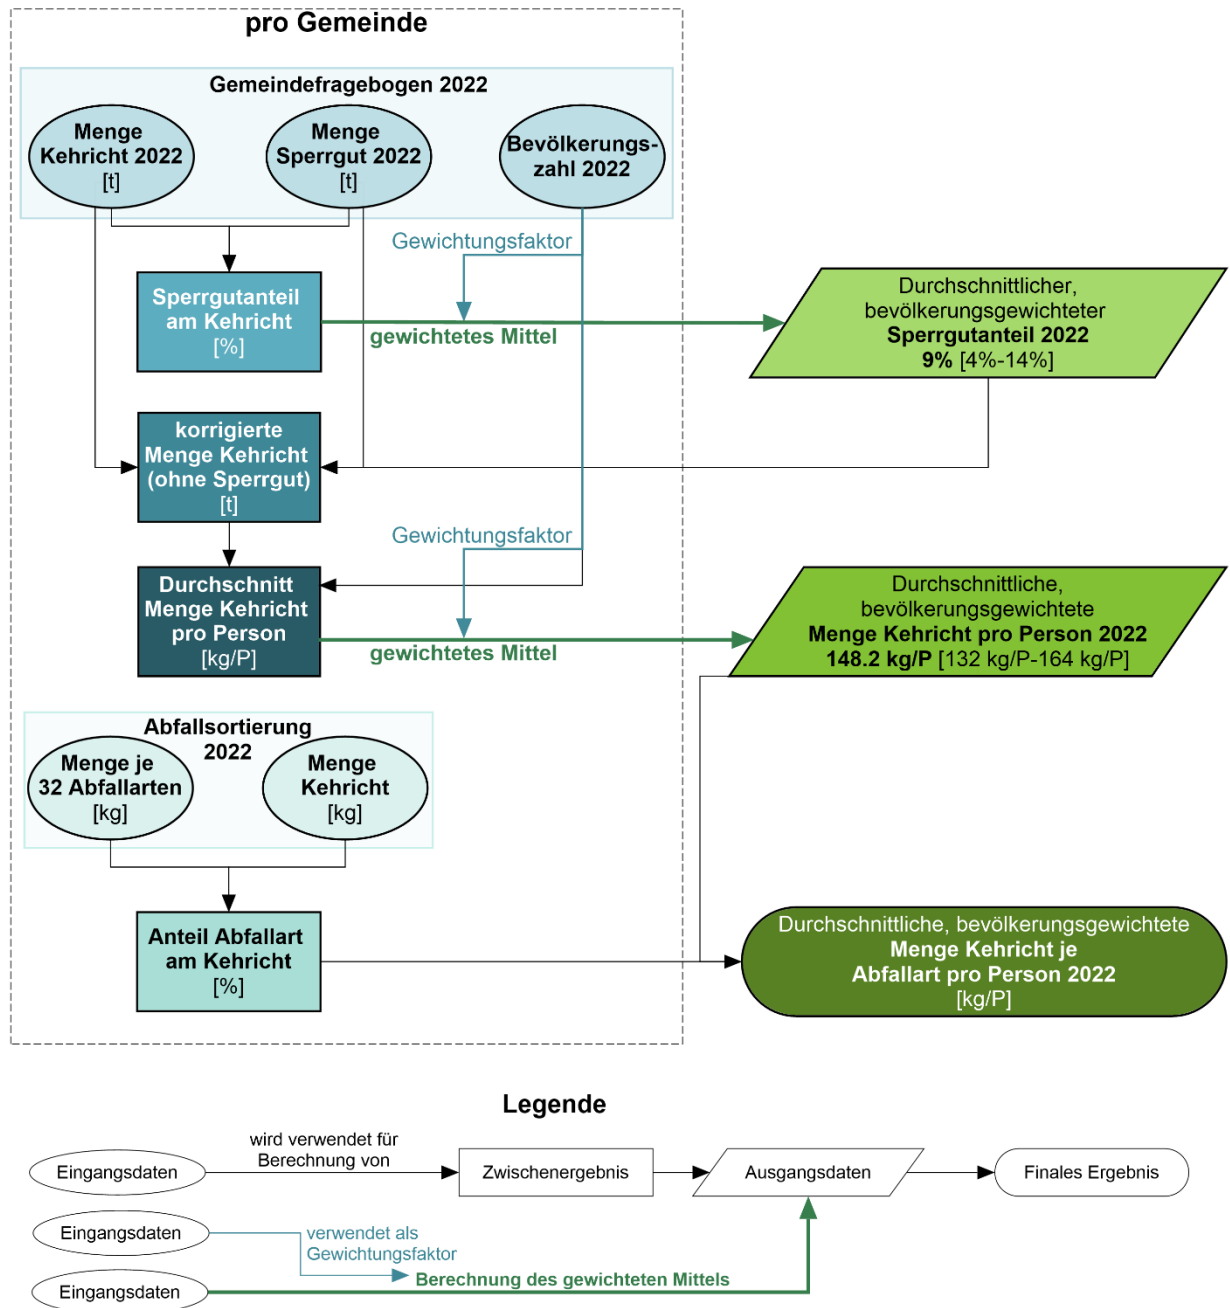 pro Gemeinde
Gemeindefragebogen 2022
Menge
Kehricht 2022
[t]
Menge
Sperrgut 2022
[t]
Bevölkerungs-
zahl 2022
Gewichtungsfaktor
Sperrgutanteil
am Kehricht
[%]
gewichtetes Mittel
Durchschnittlicher,
bevölkerungsgewichteter
Sperrgutanteil 2022
9% [4%-14%]
korrigierte
Menge Kehricht
(ohne Sperrgut)
[t]
Gewichtungsfaktor
Durchschnitt
Menge Kehricht
pro Person
[kg/P]
gewichtetes Mittel
Durchschnittliche,
bevölkerungsgewichtete
Menge Kehricht pro Person 2022
148.2 kg/P [132 kg/P-164 kg/P]
Abfallsortierung
2022
Menge je
32 Abfallarten
[kg]
Menge
Kehricht
[kg]
Anteil Abfallart
am Kehricht
[%]
Durchschnittliche, bevölkerungsgewichtete
Menge Kehricht je
Abfallart pro Person 2022
[kg/P]
Legende
Eingangsdaten
wird verwendet für
Berechnung von
Zwischenergebnis
Ausgangsdaten
Finales Ergebnis
Eingangsdaten
verwendet als
Gewichtungsfaktor
Eingangsdaten
Berechnung des gewichteten Mittels